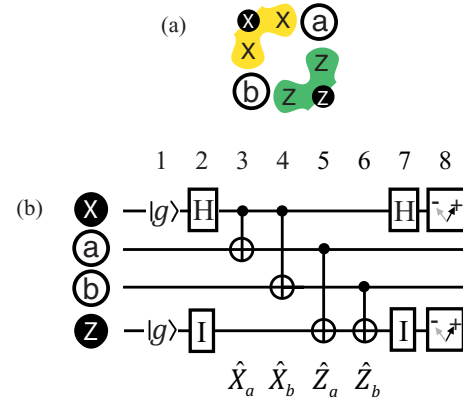 (a)
X X a
X Z
b Z Z
1 2 3 4 5 6 7 8
(b)
X |g⟩ H H - +
a
b
Z |g⟩ I I - +
X̂a X̂b Ẑa Ẑb